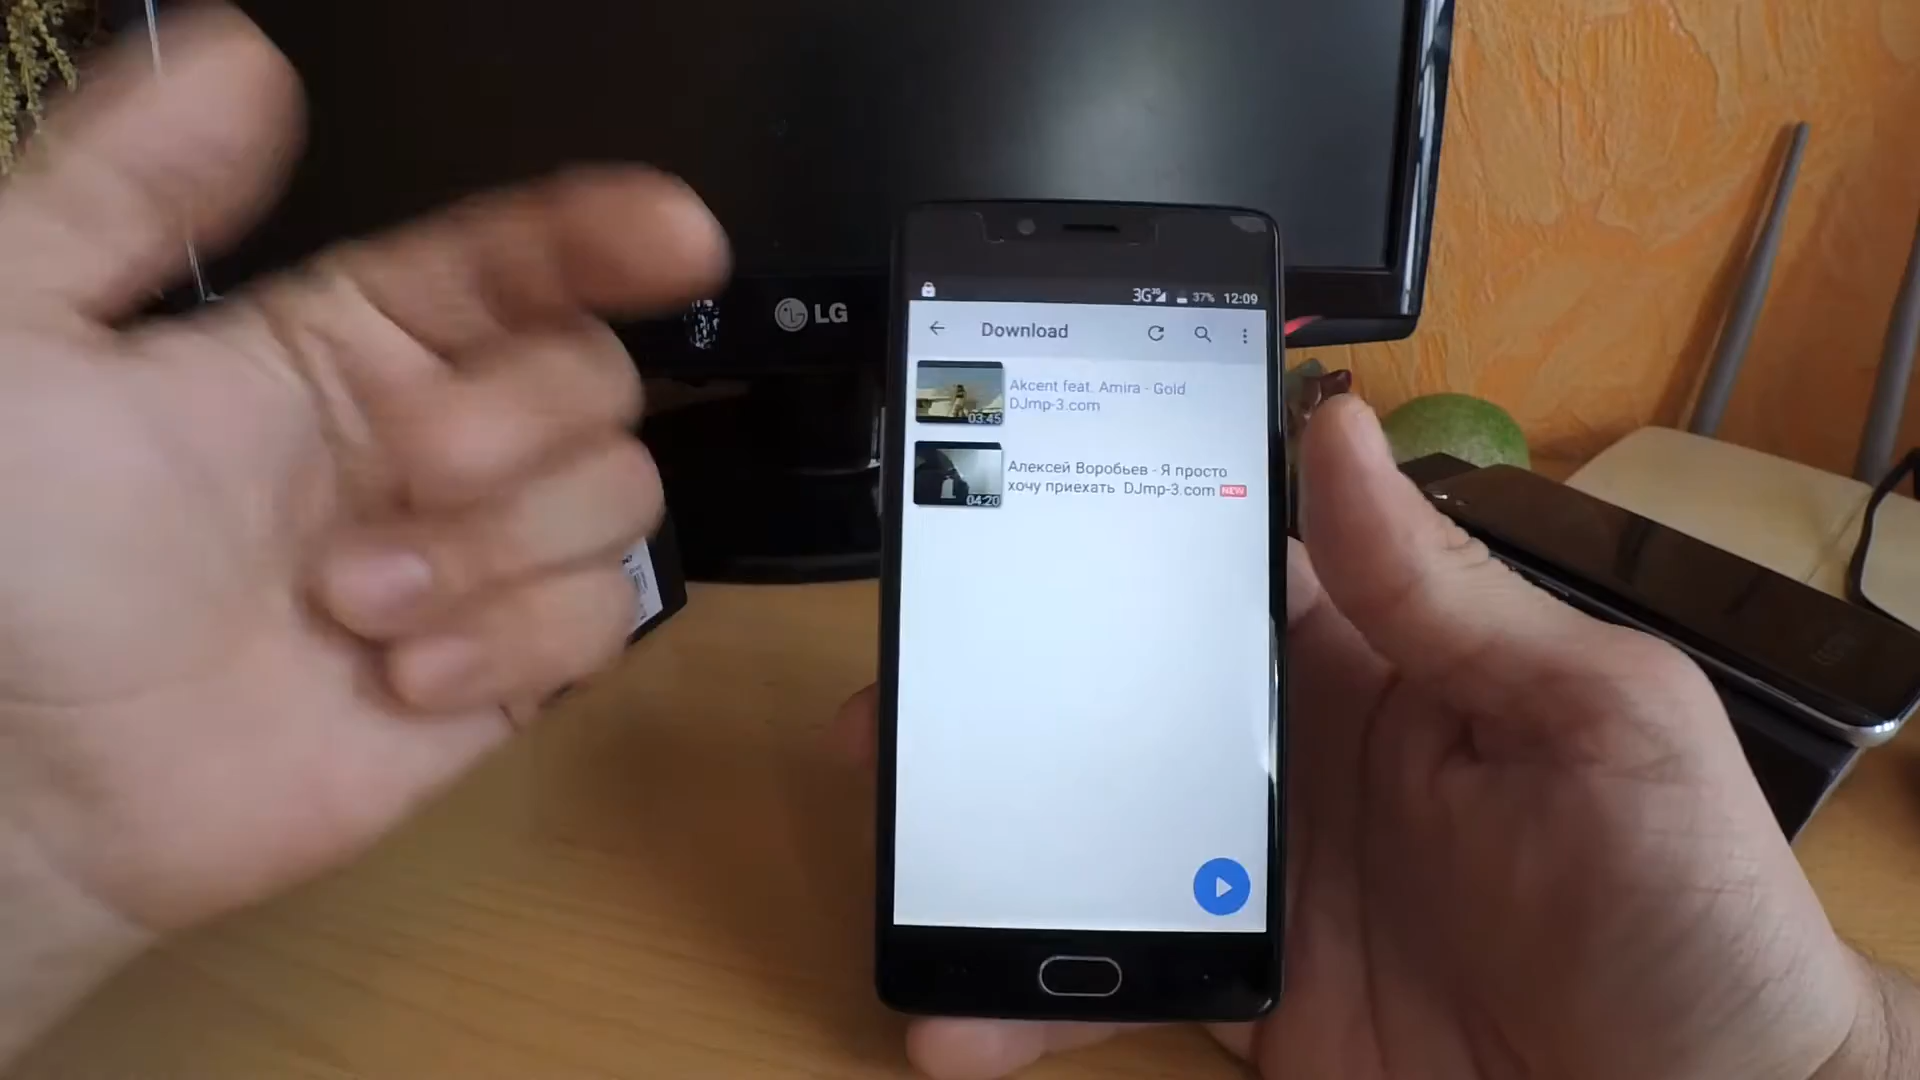 LG
3G 37% 12:09
Download
Akcent feat. Amira - Gold
DJmp-3.com
03:45
Алексей Воробьев - Я просто
хочу приехать DJmp-3.com NEW
04:20